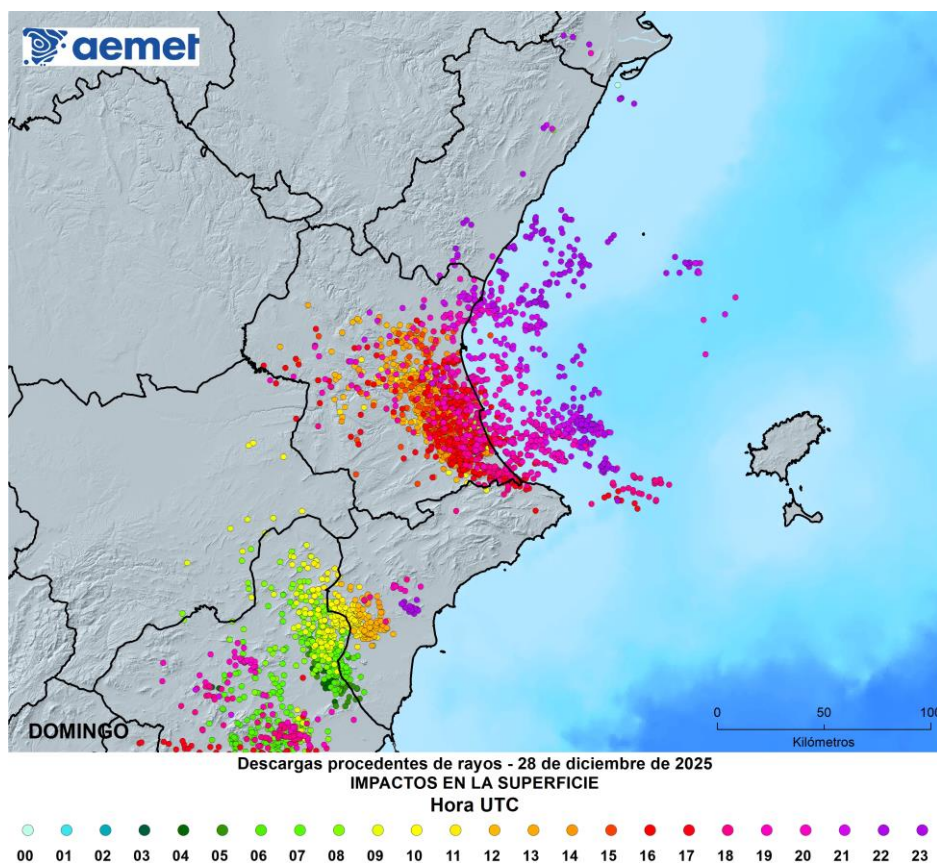 aemet
DOMINGO
0 50 100
Kilómetros
Descargas procedentes de rayos - 28 de diciembre de 2025
IMPACTOS EN LA SUPERFICIE
Hora UTC
00 01 02 03 04 05 06 07 08 09 10 11 12 13 14 15 16 17 18 19 20 21 22 23